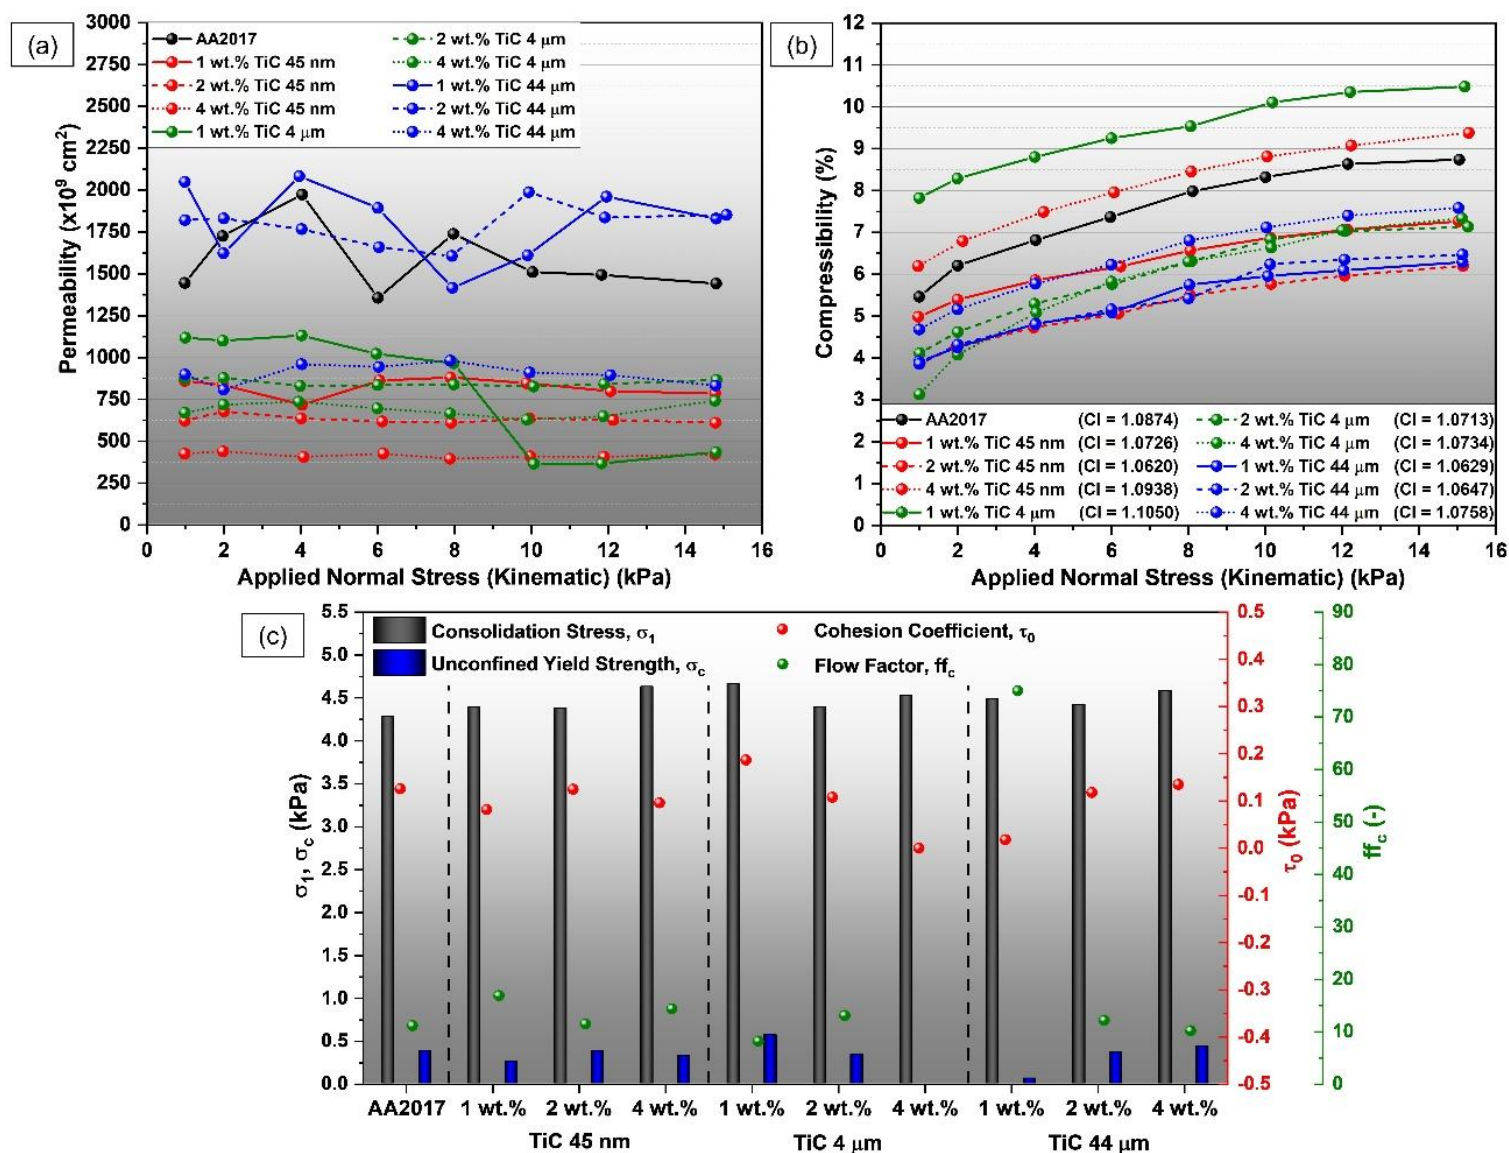 (a)
3000
2750
2500
2250
2000
1750
1500
1250
1000
750
500
250
0
Permeability (x10⁹ cm²)
AA2017
1 wt.% TiC 45 nm
2 wt.% TiC 45 nm
4 wt.% TiC 45 nm
1 wt.% TiC 4 μm
2 wt.% TiC 4 μm
4 wt.% TiC 4 μm
1 wt.% TiC 44 μm
2 wt.% TiC 44 μm
4 wt.% TiC 44 μm
0 2 4 6 8 10 12 14 16
Applied Normal Stress (Kinematic) (kPa)
(b)
12
11
10
9
8
7
6
5
4
3
2
1
0
Compressibility (%)
AA2017 (CI = 1.0874)
1 wt.% TiC 45 nm (CI = 1.0726)
2 wt.% TiC 45 nm (CI = 1.0620)
4 wt.% TiC 45 nm (CI = 1.0938)
1 wt.% TiC 4 μm (CI = 1.1050)
2 wt.% TiC 4 μm (CI = 1.0713)
4 wt.% TiC 4 μm (CI = 1.0734)
1 wt.% TiC 44 μm (CI = 1.0629)
2 wt.% TiC 44 μm (CI = 1.0647)
4 wt.% TiC 44 μm (CI = 1.0758)
0 2 4 6 8 10 12 14 16
Applied Normal Stress (Kinematic) (kPa)
(c)
5.5
5.0
4.5
4.0
3.5
3.0
2.5
2.0
1.5
1.0
0.5
0.0
σ₁, σc (kPa)
Consolidation Stress, σ₁
Unconfined Yield Strength, σc
Cohesion Coefficient, τ₀
Flow Factor, ffc
0.5
0.4
0.3
0.2
0.1
0.0
-0.1
-0.2
-0.3
-0.4
-0.5
τ₀ (kPa)
90
80
70
60
50
40
30
20
10
0
ffc (-)
AA2017 1 wt.% 2 wt.% 4 wt.% 1 wt.% 2 wt.% 4 wt.% 1 wt.% 2 wt.% 4 wt.%
TiC 45 nm TiC 4 μm TiC 44 μm